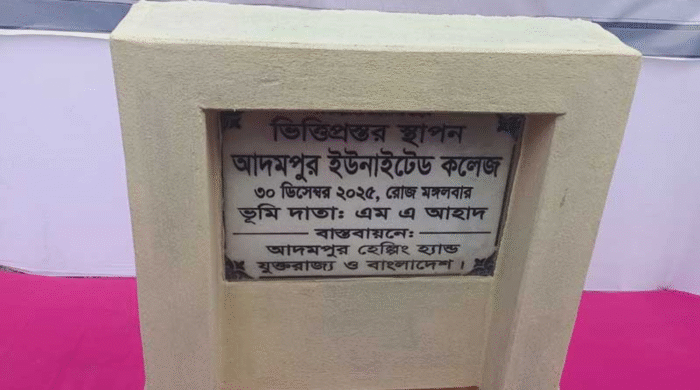 ভিত্তিপ্রস্তর স্থাপন
আদমপুর ইউনাইটেড কলেজ
৩০ ডিসেম্বর ২০২৫, রোজ মঙ্গলবার
ভূমি দাতা: এম এ আহাদ
বাস্তবায়নে:-
আদমপুর হেল্পিং হ্যান্ড
যুক্তরাজ্য ও বাংলাদেশ।